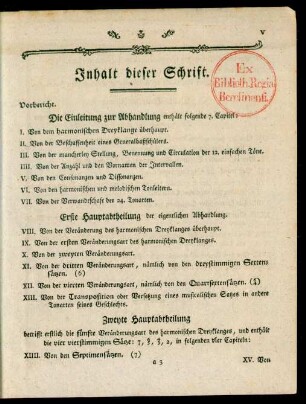 V
Inhalt dieser Schrift.
Ex
Biblioth. Regia
Berolinensi.
Vorbericht.
Die Einleitung zur Abhandlung enthält folgende 7. Capitel:
I. Von dem harmonischen Dreyklange überhaupt.
II. Von der Beschaffenheit eines Generalbaßspielers.
III. Von der mancherley Stellung, Benennung und Circulation der 12. einfachen Töne.
IIII. Von der Anzahl und den Vornamen der Intervallen.
V. Von den Consonanzen und Dissonanzen.
VI. Von der harmonischen und melodischen Tonleitern.
VII. Von der Verwandtschaft der 24. Tonarten.
Erste Hauptabtheilung der eigentlichen Abhandlung.
VIII. Von der Veränderung des harmonischen Dreyklanges überhaupt.
IX. Von der ersten Veränderungsart des harmonischen Dreyklanges.
X. Von der zweyten Veränderungsart.
XI. Von der dritten Veränderungsart, nämlich von den dreystimmigen Sexten-
sätzen. (6)
XII. Von der vierten Veränderungsart, nämlich von den Quartsextensätzen. (6/4)
XIII. Von der Transposition oder Versetzung eines musicalischen Satzes in andere
Tonarten seines Geschlechts.
Zweyte Hauptabtheilung
betrift erstlich die fünfte Veränderungsart des harmonischen Dreyklanges, und enthält
die vier vierstimmigen Sätze: 7, 6/5, 4/3, 2, in folgenden vier Capiteln:
XIIII. Von den Septimensätzen. (7)
a 3
XV. Von